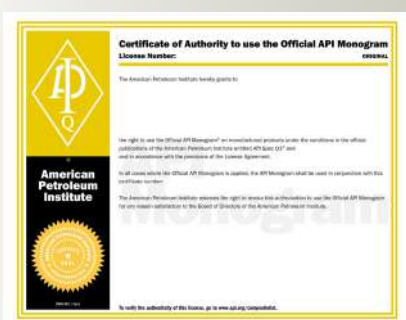 Certificate of Authority to use the Official API Monogram
License Number:
ORIGINAL
The American Petroleum Institute hereby grants to
the right to use the Official API Monogram® on manufactured products under the conditions in the official
publications of the American Petroleum Institute entitled API Spec Q1® and
and in accordance with the provisions of the License Agreement.
In all cases where the Official API Monogram is applied, the API Monogram shall be used in conjunction with this
certificate number:
The American Petroleum Institute reserves the right to revoke this authorization to use the Official API Monogram
for any reason satisfactory to the Board of Directors of the American Petroleum Institute.
API
Q
American
Petroleum
Institute
monogram
To verify the authenticity of this license, go to www.api.org/compositelist.